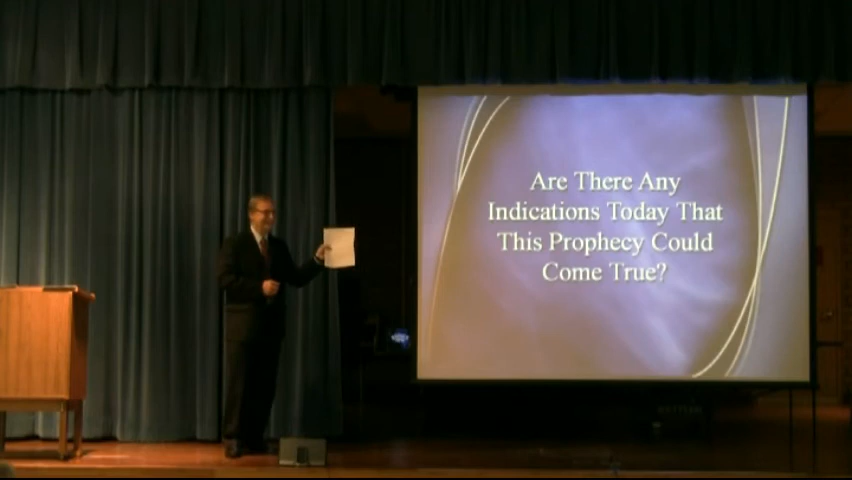 Are There Any
Indications Today That
This Prophecy Could
Come True?